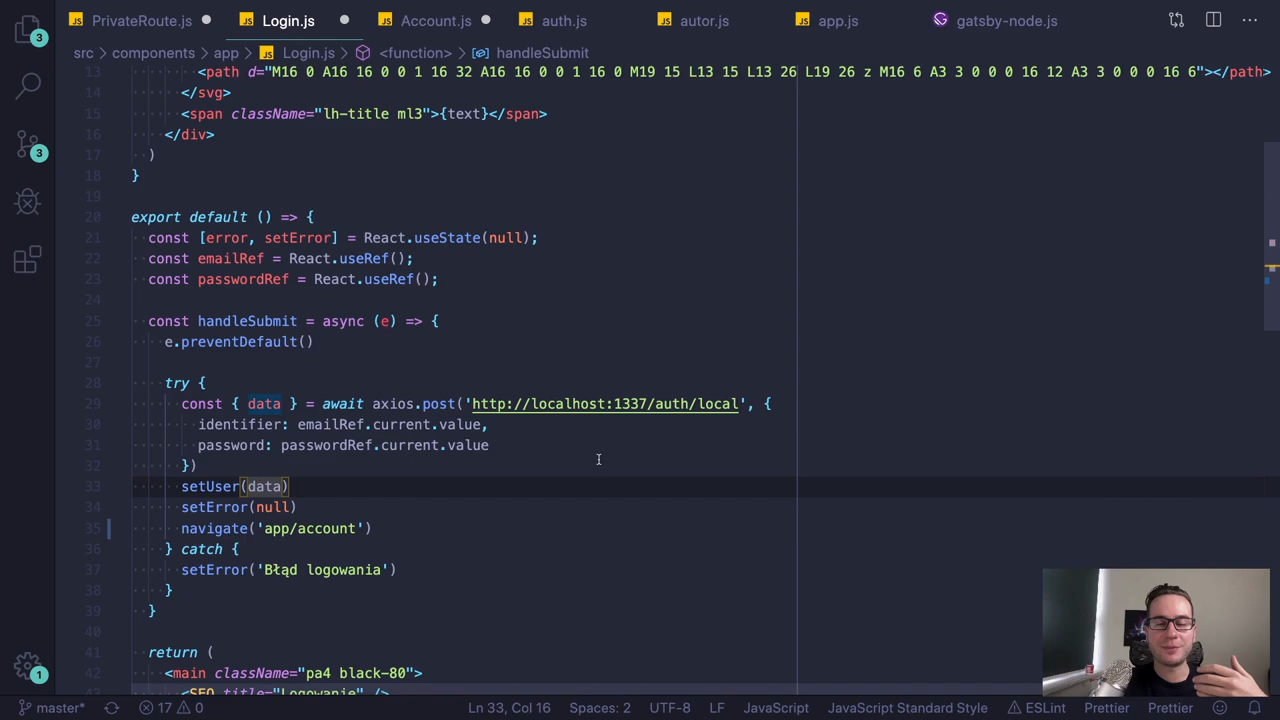 PrivateRoute.js
Login.js
Account.js
auth.js
autor.js
app.js
gatsby-node.js
src components app Login.js <function> handleSubmit
3
3
1
13 <path d="M16 0 A16 16 0 0 1 16 32 A16 16 0 0 1 16 0 M19 15 L13 15 L13 26 L19 26 z M16 6 A3 3 0 0 0 16 12 A3 3 0 0 0 16 6"></path>
14 </svg>
15 <span className="lh-title ml3">{text}</span>
16 </div>
17 )
18 }
19
20 export default () => {
21 const [error, setError] = React.useState(null);
22 const emailRef = React.useRef();
23 const passwordRef = React.useRef();
24
25 const handleSubmit = async (e) => {
26 e.preventDefault()
27
28 try {
29 const { data } = await axios.post('http://localhost:1337/auth/local', {
30 identifier: emailRef.current.value,
31 password: passwordRef.current.value
32 })
33 setUser(data)
34 setError(null)
35 navigate('app/account')
36 } catch {
37 setError('Błąd logowania')
38 }
39 }
40
41 return (
42 <main className="pa4 black-80">
43 <SEO title="Logowanie" />
master* 17 0 Ln 33, Col 16 Spaces: 2 UTF-8 LF JavaScript JavaScript Standard Style ESLint Prettier Prettier